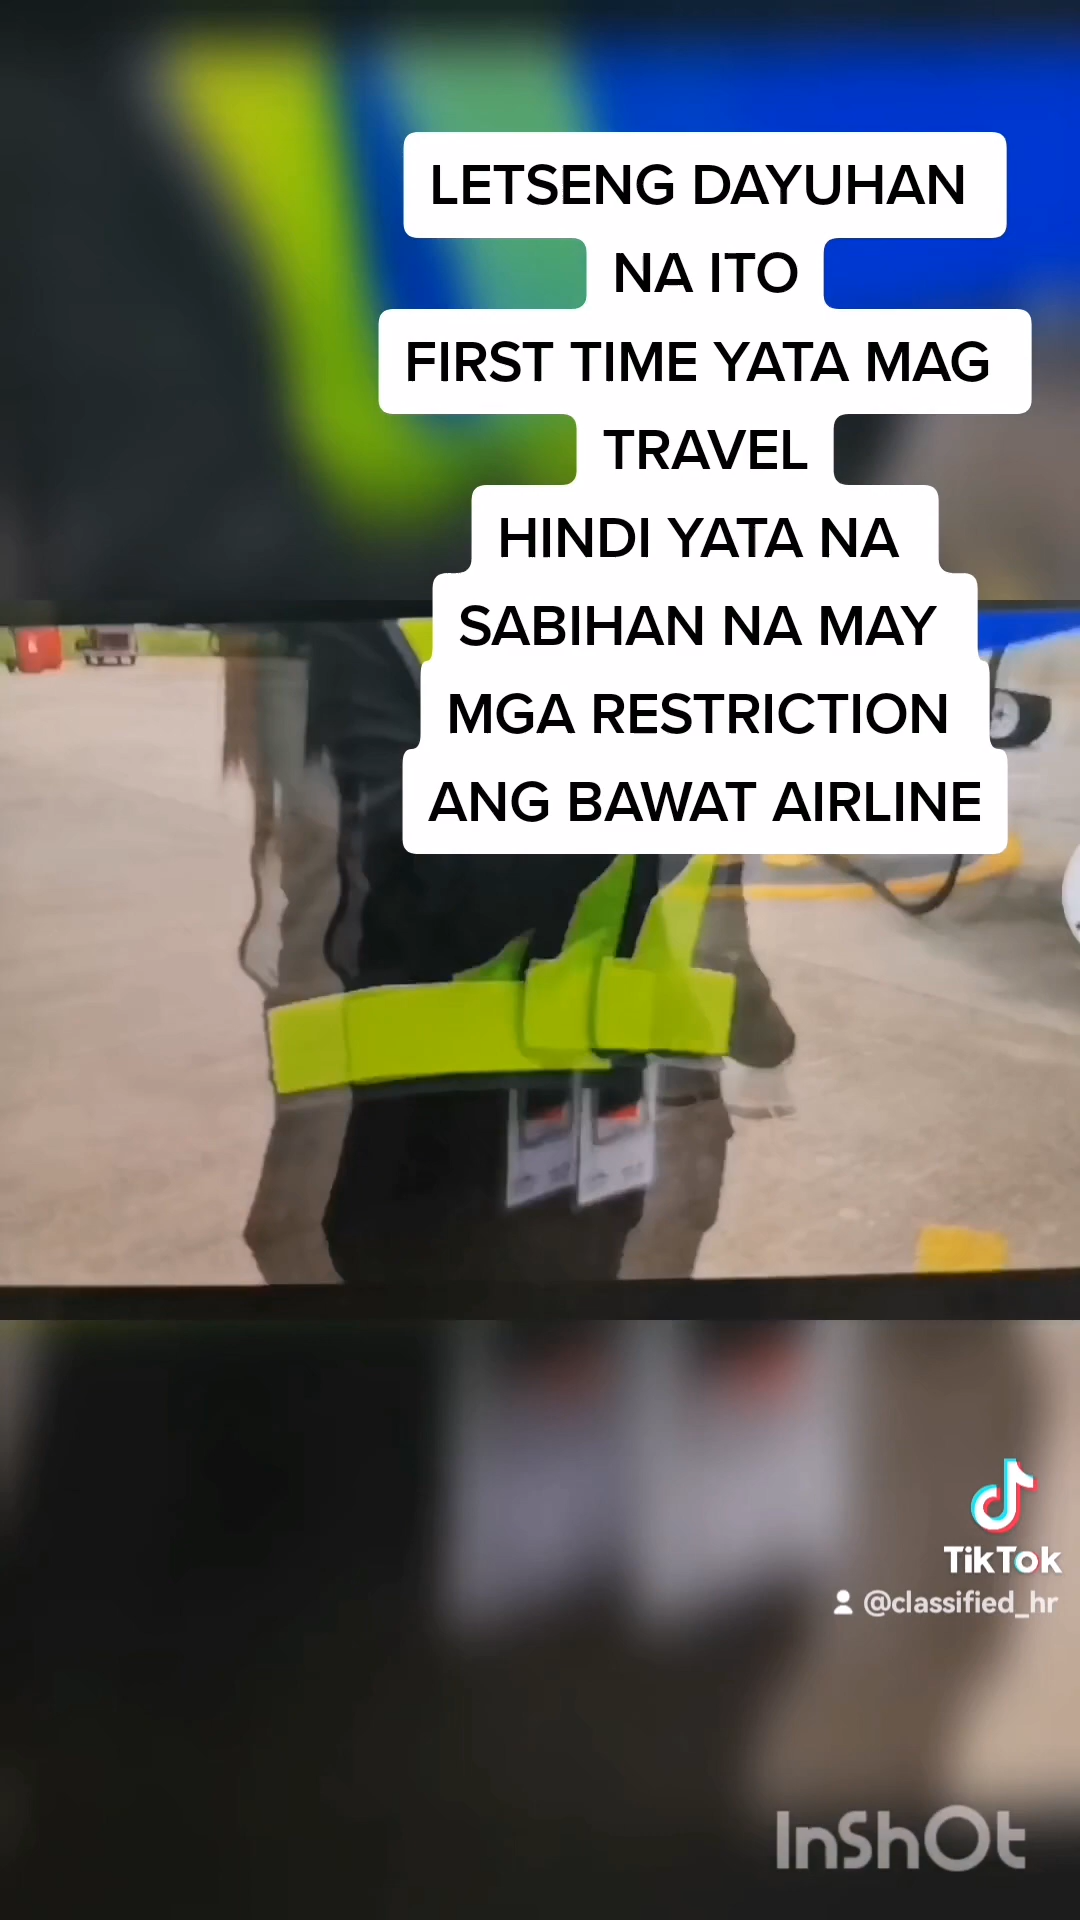 LETSENG DAYUHAN
NA ITO
FIRST TIME YATA MAG
TRAVEL
HINDI YATA NA
SABIHAN NA MAY
MGA RESTRICTION
ANG BAWAT AIRLINE
TikTok
@classified_hr
InShOt